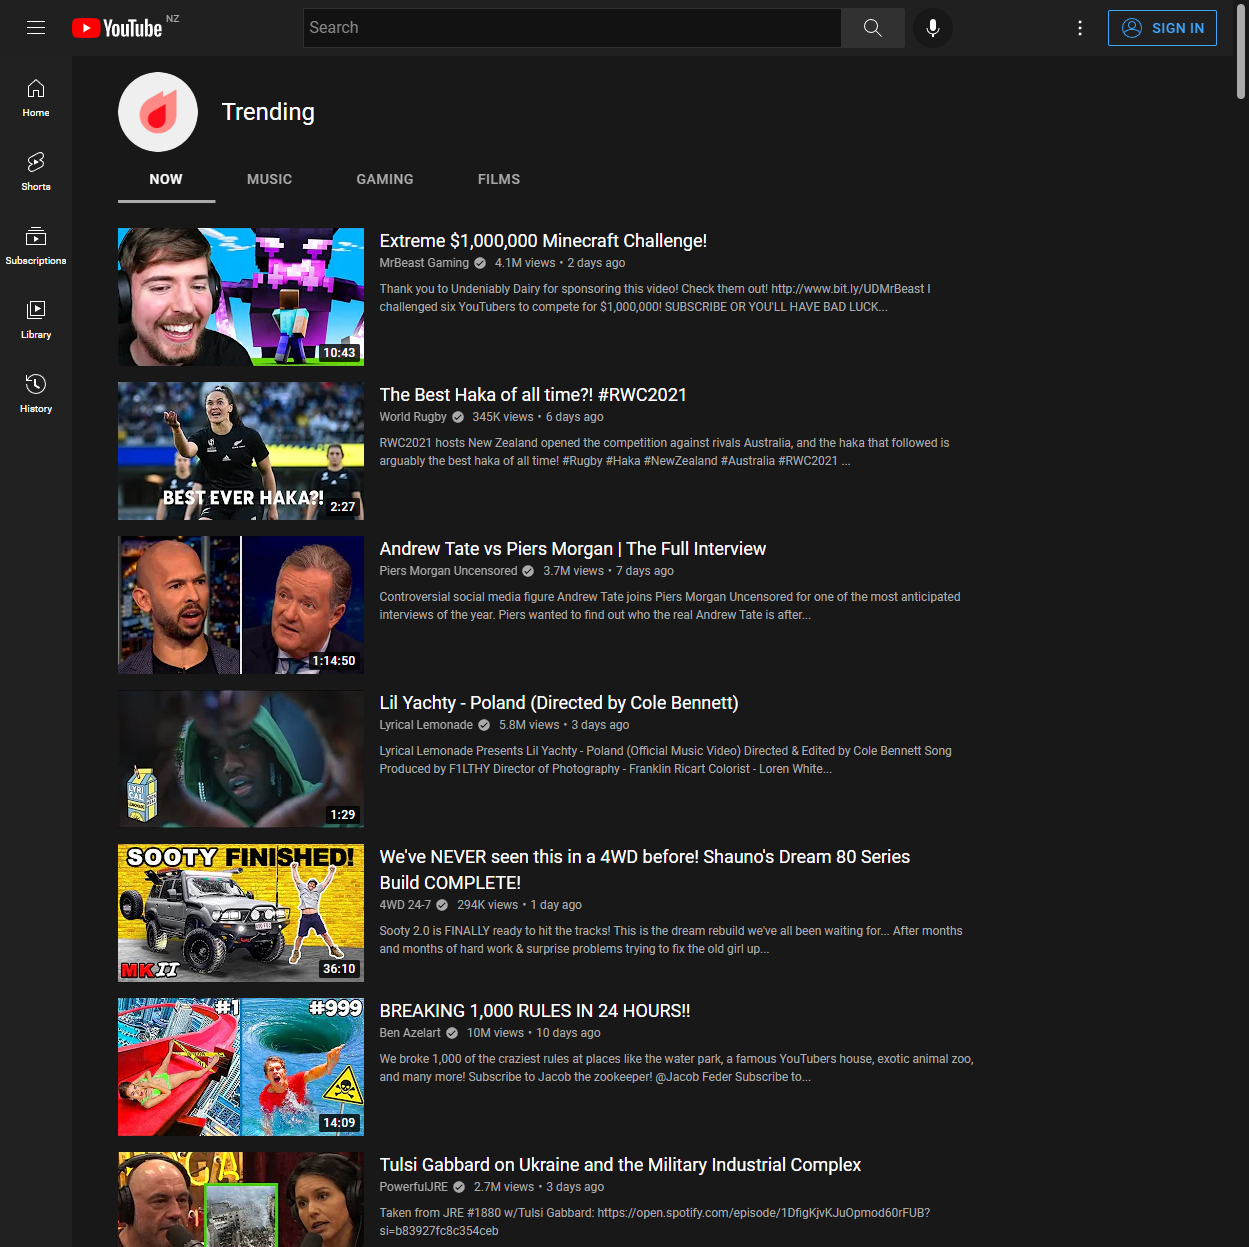 YouTube NZ
Search
SIGN IN
Home
Shorts
Subscriptions
Library
History
Trending
NOW
MUSIC
GAMING
FILMS
10:43
Extreme $1,000,000 Minecraft Challenge!
MrBeast Gaming 4.1M views • 2 days ago
Thank you to Undeniably Dairy for sponsoring this video! Check them out! http://www.bit.ly/UDMrBeast I
challenged six YouTubers to compete for $1,000,000! SUBSCRIBE OR YOU'LL HAVE BAD LUCK...
BEST EVER HAKA?!
2:27
The Best Haka of all time?! #RWC2021
World Rugby 345K views • 6 days ago
RWC2021 hosts New Zealand opened the competition against rivals Australia, and the haka that followed is
arguably the best haka of all time! #Rugby #Haka #NewZealand #Australia #RWC2021 ...
1:14:50
Andrew Tate vs Piers Morgan | The Full Interview
Piers Morgan Uncensored 3.7M views • 7 days ago
Controversial social media figure Andrew Tate joins Piers Morgan Uncensored for one of the most anticipated
interviews of the year. Piers wanted to find out who the real Andrew Tate is after...
LYRI
CAL
LEMONADE
1:29
Lil Yachty - Poland (Directed by Cole Bennett)
Lyrical Lemonade 5.8M views • 3 days ago
Lyrical Lemonade Presents Lil Yachty - Poland (Official Music Video) Directed & Edited by Cole Bennett Song
Produced by F1LTHY Director of Photography - Franklin Ricart Colorist - Loren White...
SOOTY FINISHED!
MKII
36:10
We've NEVER seen this in a 4WD before! Shauno's Dream 80 Series
Build COMPLETE!
4WD 24-7 294K views • 1 day ago
Sooty 2.0 is FINALLY ready to hit the tracks! This is the dream rebuild we've all been waiting for... After months
and months of hard work & surprise problems trying to fix the old girl up...
#1
#999
14:09
BREAKING 1,000 RULES IN 24 HOURS!!
Ben Azelart 10M views • 10 days ago
We broke 1,000 of the craziest rules at places like the water park, a famous YouTubers house, exotic animal zoo,
and many more! Subscribe to Jacob the zookeeper! @Jacob Feder Subscribe to...
Tulsi Gabbard on Ukraine and the Military Industrial Complex
PowerfulJRE 2.7M views • 3 days ago
Taken from JRE #1880 w/Tulsi Gabbard: https://open.spotify.com/episode/1DfigKjvKJuOpmod60rFUB?
si=b83927fc8c354ceb